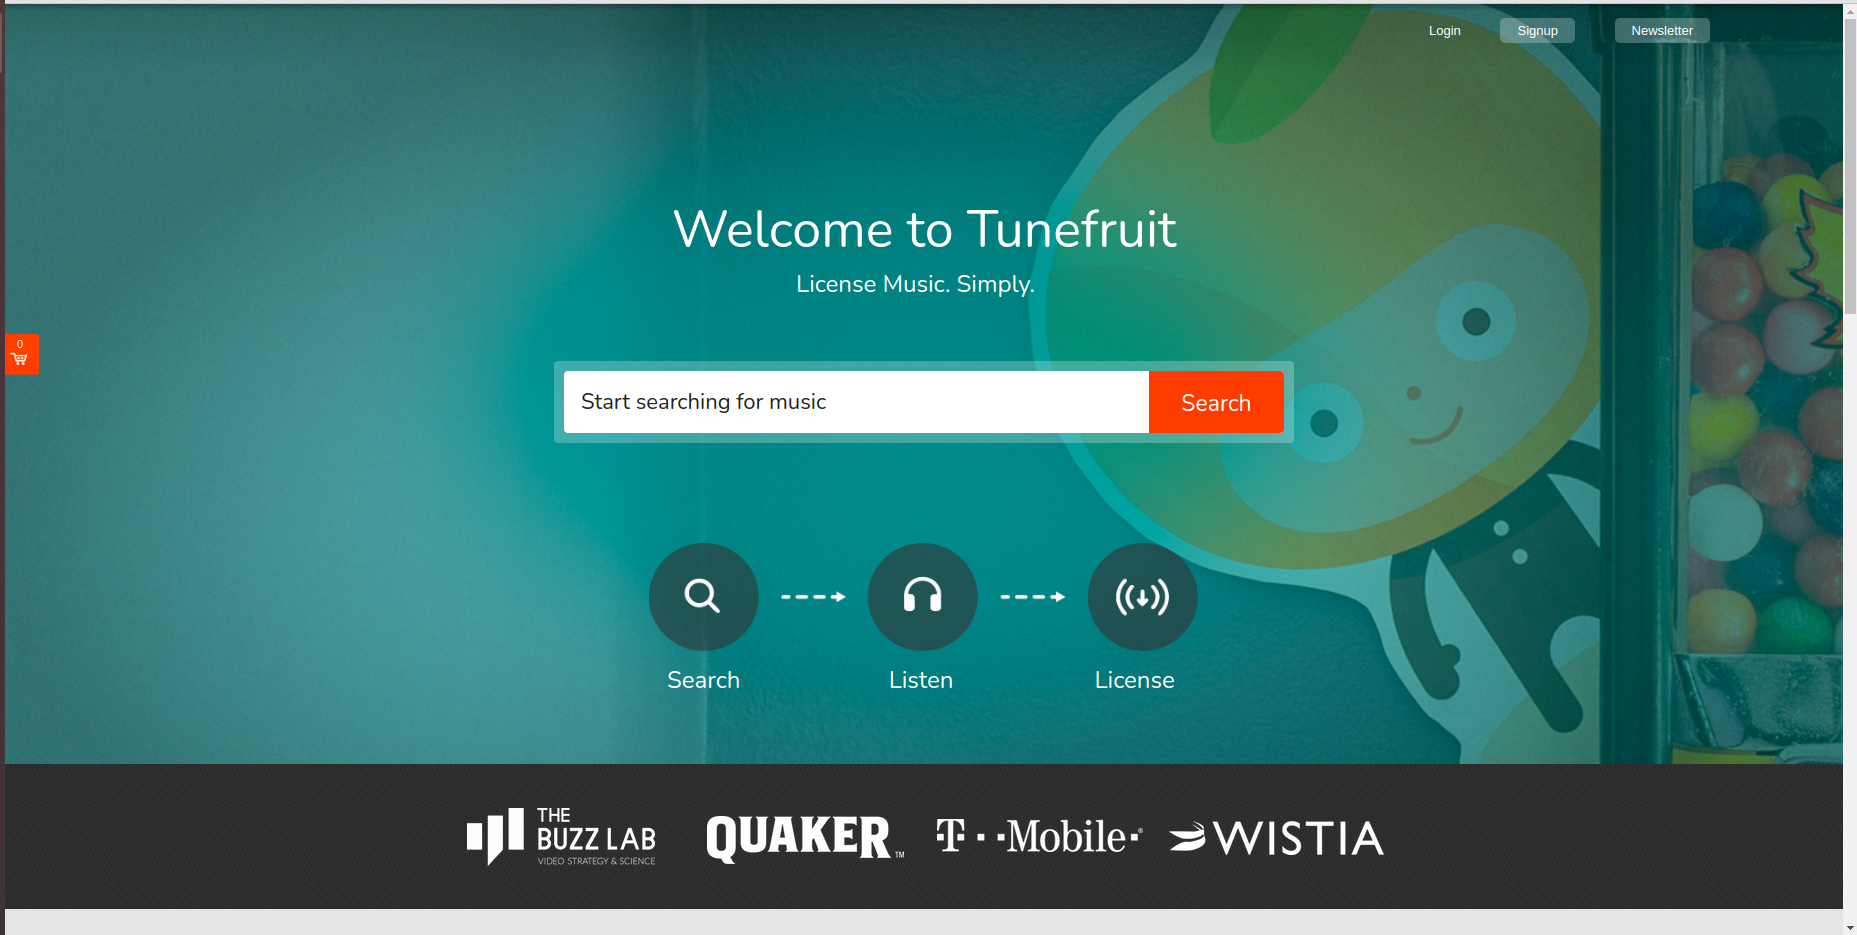 Login
Signup
Newsletter
Welcome to Tunefruit
License Music. Simply.
0
Start searching for music
Search
Search
Listen
License
THE
BUZZ LAB
VIDEO STRATEGY & SCIENCE
QUAKER™
T··Mobile·®
WISTIA